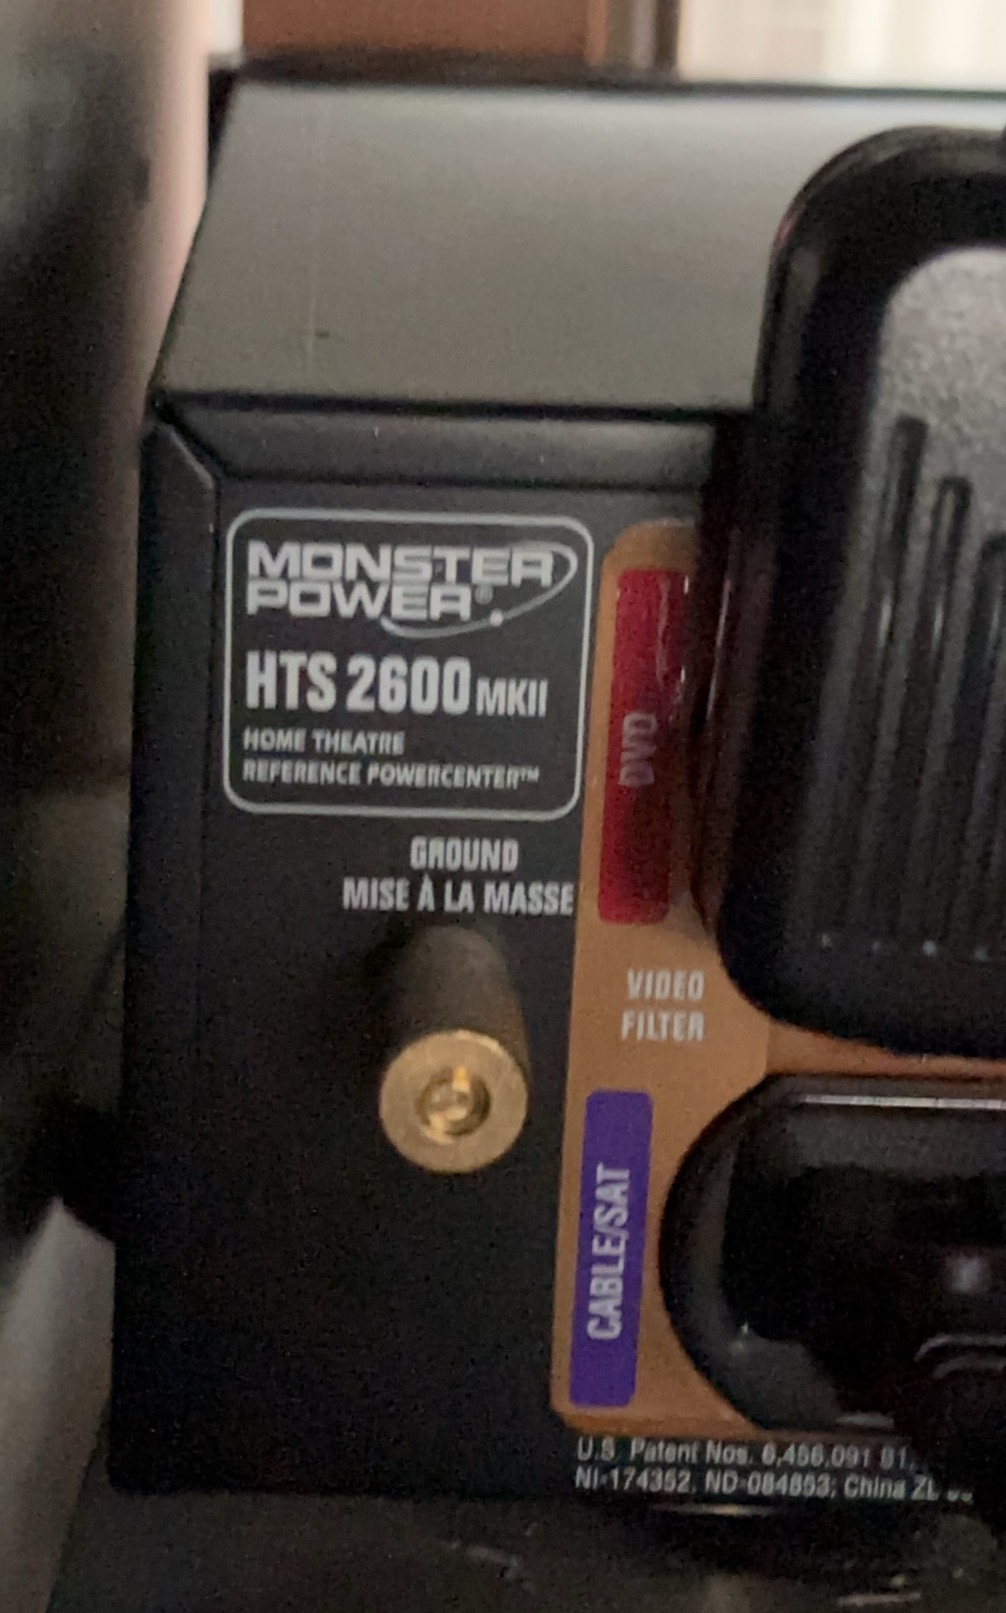 MONSTER
POWER®
HTS 2600 MKII
HOME THEATRE
REFERENCE POWERCENTER™
GROUND
MISE À LA MASSE
DVD
VIDEO
FILTER
CABLE/SAT
U.S. Patent Nos. 6,456,091 B1,
NI-174352, ND-084853; China